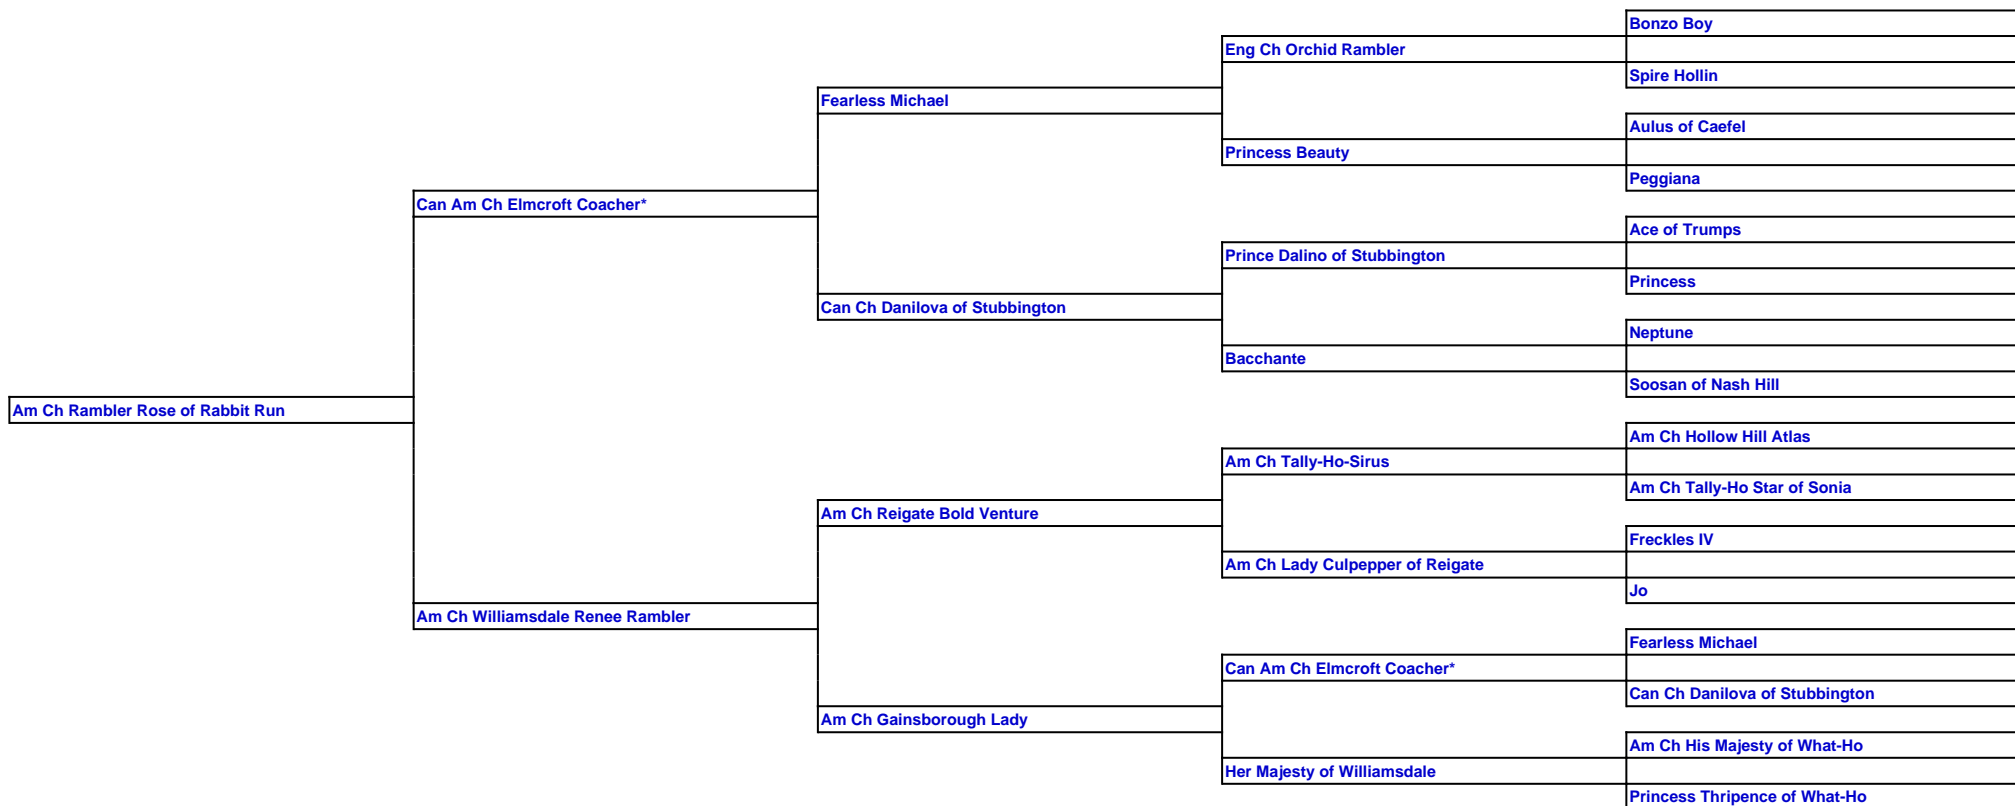 Bonzo Boy
Eng Ch Orchid Rambler
Spire Hollin
Fearless Michael
Aulus of Caefel
Princess Beauty
Peggiana
Can Am Ch Elmcroft Coacher*
Ace of Trumps
Prince Dalino of Stubbington
Princess
Can Ch Danilova of Stubbington
Neptune
Bacchante
Soosan of Nash Hill
Am Ch Rambler Rose of Rabbit Run
Am Ch Hollow Hill Atlas
Am Ch Tally-Ho-Sirus
Am Ch Tally-Ho Star of Sonia
Am Ch Reigate Bold Venture
Freckles IV
Am Ch Lady Culpepper of Reigate
Jo
Am Ch Williamsdale Renee Rambler
Fearless Michael
Can Am Ch Elmcroft Coacher*
Can Ch Danilova of Stubbington
Am Ch Gainsborough Lady
Am Ch His Majesty of What-Ho
Her Majesty of Williamsdale
Princess Thripence of What-Ho